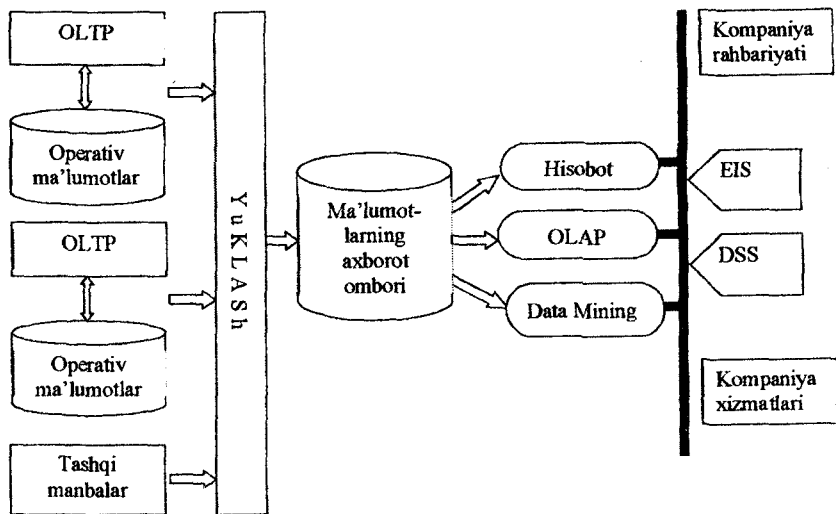 OLTP
Operativ
ma'lumotlar
OLTP
Operativ
ma'lumotlar
Tashqi
manbalar
YuKLASh
Ma'lumot-
larning
axborot
ombori
Hisobot
OLAP
Data Mining
Kompaniya
rahbariyati
EIS
DSS
Kompaniya
xizmatlari